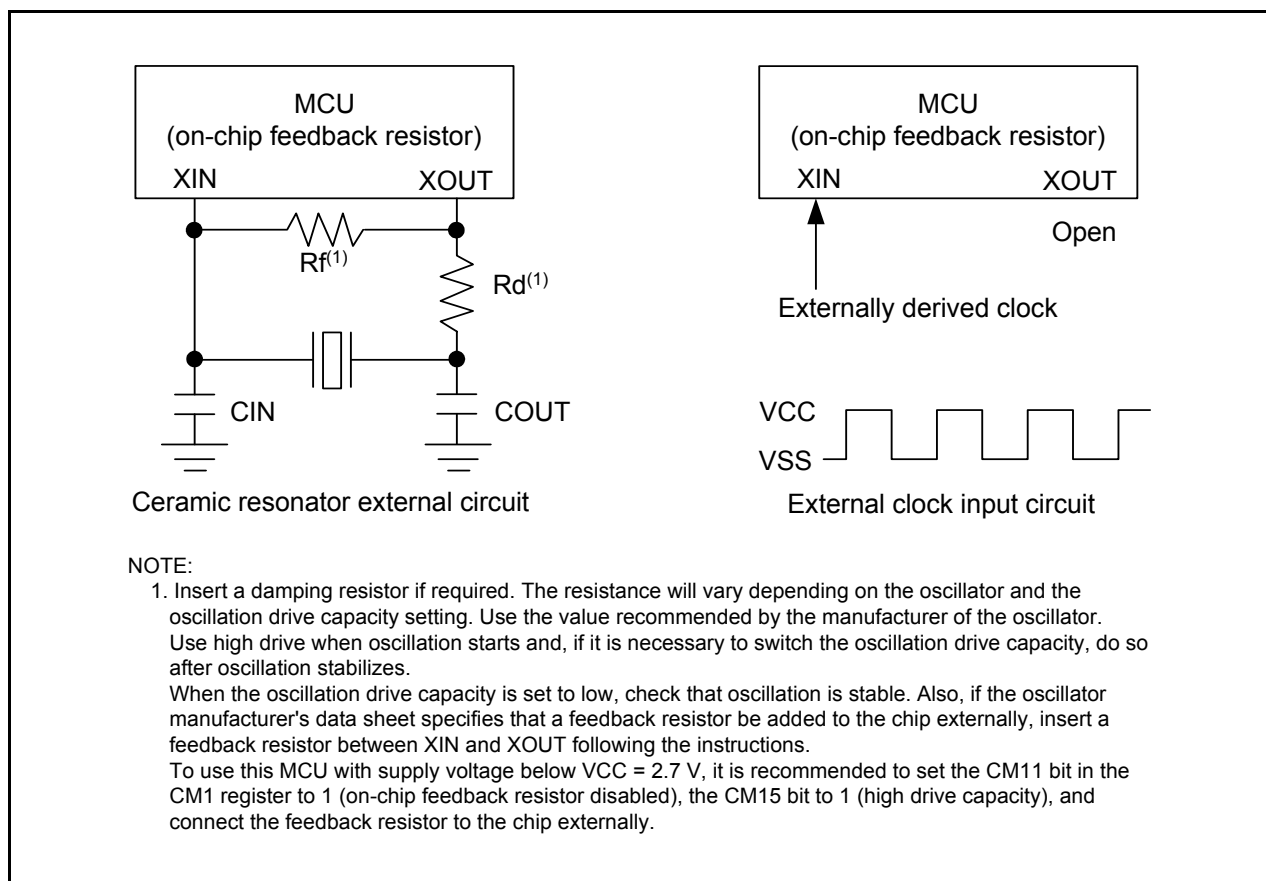 MCU
(on-chip feedback resistor)
XIN XOUT
Rf(1)
Rd(1)
CIN
COUT
Ceramic resonator external circuit
MCU
(on-chip feedback resistor)
XIN XOUT
Open
Externally derived clock
VCC
VSS
External clock input circuit
NOTE:
1. Insert a damping resistor if required. The resistance will vary depending on the oscillator and the
oscillation drive capacity setting. Use the value recommended by the manufacturer of the oscillator.
Use high drive when oscillation starts and, if it is necessary to switch the oscillation drive capacity, do so
after oscillation stabilizes.
When the oscillation drive capacity is set to low, check that oscillation is stable. Also, if the oscillator
manufacturer's data sheet specifies that a feedback resistor be added to the chip externally, insert a
feedback resistor between XIN and XOUT following the instructions.
To use this MCU with supply voltage below VCC = 2.7 V, it is recommended to set the CM11 bit in the
CM1 register to 1 (on-chip feedback resistor disabled), the CM15 bit to 1 (high drive capacity), and
connect the feedback resistor to the chip externally.